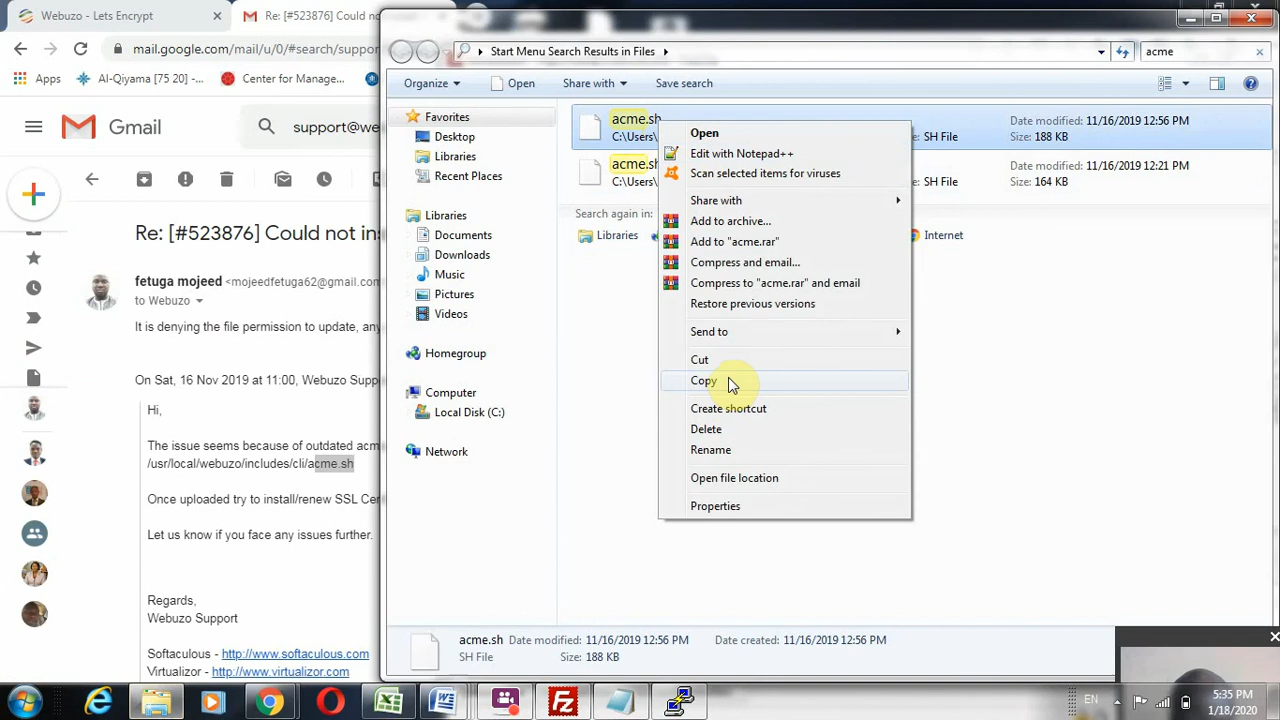 Webuzo - Lets Encrypt
Re: [#523876] Could not ins
mail.google.com/mail/u/0/#search/suppor
Apps
Al-Qiyama [75 20] -...
Center for Manage...
Gmail
support@we
Re: [#523876] Could not in
fetuga mojeed <mojeedfetuga62@gmail.com
to Webuzo
It is denying the file permission to update, any
On Sat, 16 Nov 2019 at 11:00, Webuzo Supp
Hi,
The issue seems because of outdated acm
/usr/local/webuzo/includes/cli/acme.sh
Once uploaded try to install/renew SSL Cer
Let us know if you face any issues further.
Regards,
Webuzo Support
Softaculous - http://www.softaculous.com
Virtualizor - http://www.virtualizor.com
Start Menu Search Results in Files
acme
Organize
Open
Share with
Save search
Favorites
Desktop
Libraries
Recent Places
Libraries
Documents
Downloads
Music
Pictures
Videos
Homegroup
Computer
Local Disk (C:)
Network
acme.sh
C:\Users\
SH File
Date modified: 11/16/2019 12:56 PM
Size: 188 KB
acme.sh
C:\Users\
SH File
Date modified: 11/16/2019 12:21 PM
Size: 164 KB
Search again in:
Libraries
Internet
Open
Edit with Notepad++
Scan selected items for viruses
Share with
Add to archive...
Add to "acme.rar"
Compress and email...
Compress to "acme.rar" and email
Restore previous versions
Send to
Cut
Copy
Create shortcut
Delete
Rename
Open file location
Properties
acme.sh Date modified: 11/16/2019 12:56 PM
Date created: 11/16/2019 12:56 PM
SH File
Size: 188 KB
EN
5:35 PM
1/18/2020